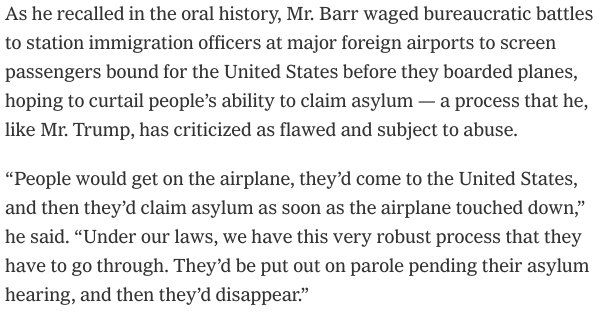 As he recalled in the oral history, Mr. Barr waged bureaucratic battles
to station immigration officers at major foreign airports to screen
passengers bound for the United States before they boarded planes,
hoping to curtail people’s ability to claim asylum — a process that he,
like Mr. Trump, has criticized as flawed and subject to abuse.
“People would get on the airplane, they’d come to the United States,
and then they’d claim asylum as soon as the airplane touched down,”
he said. “Under our laws, we have this very robust process that they
have to go through. They’d be put out on parole pending their asylum
hearing, and then they’d disappear.”